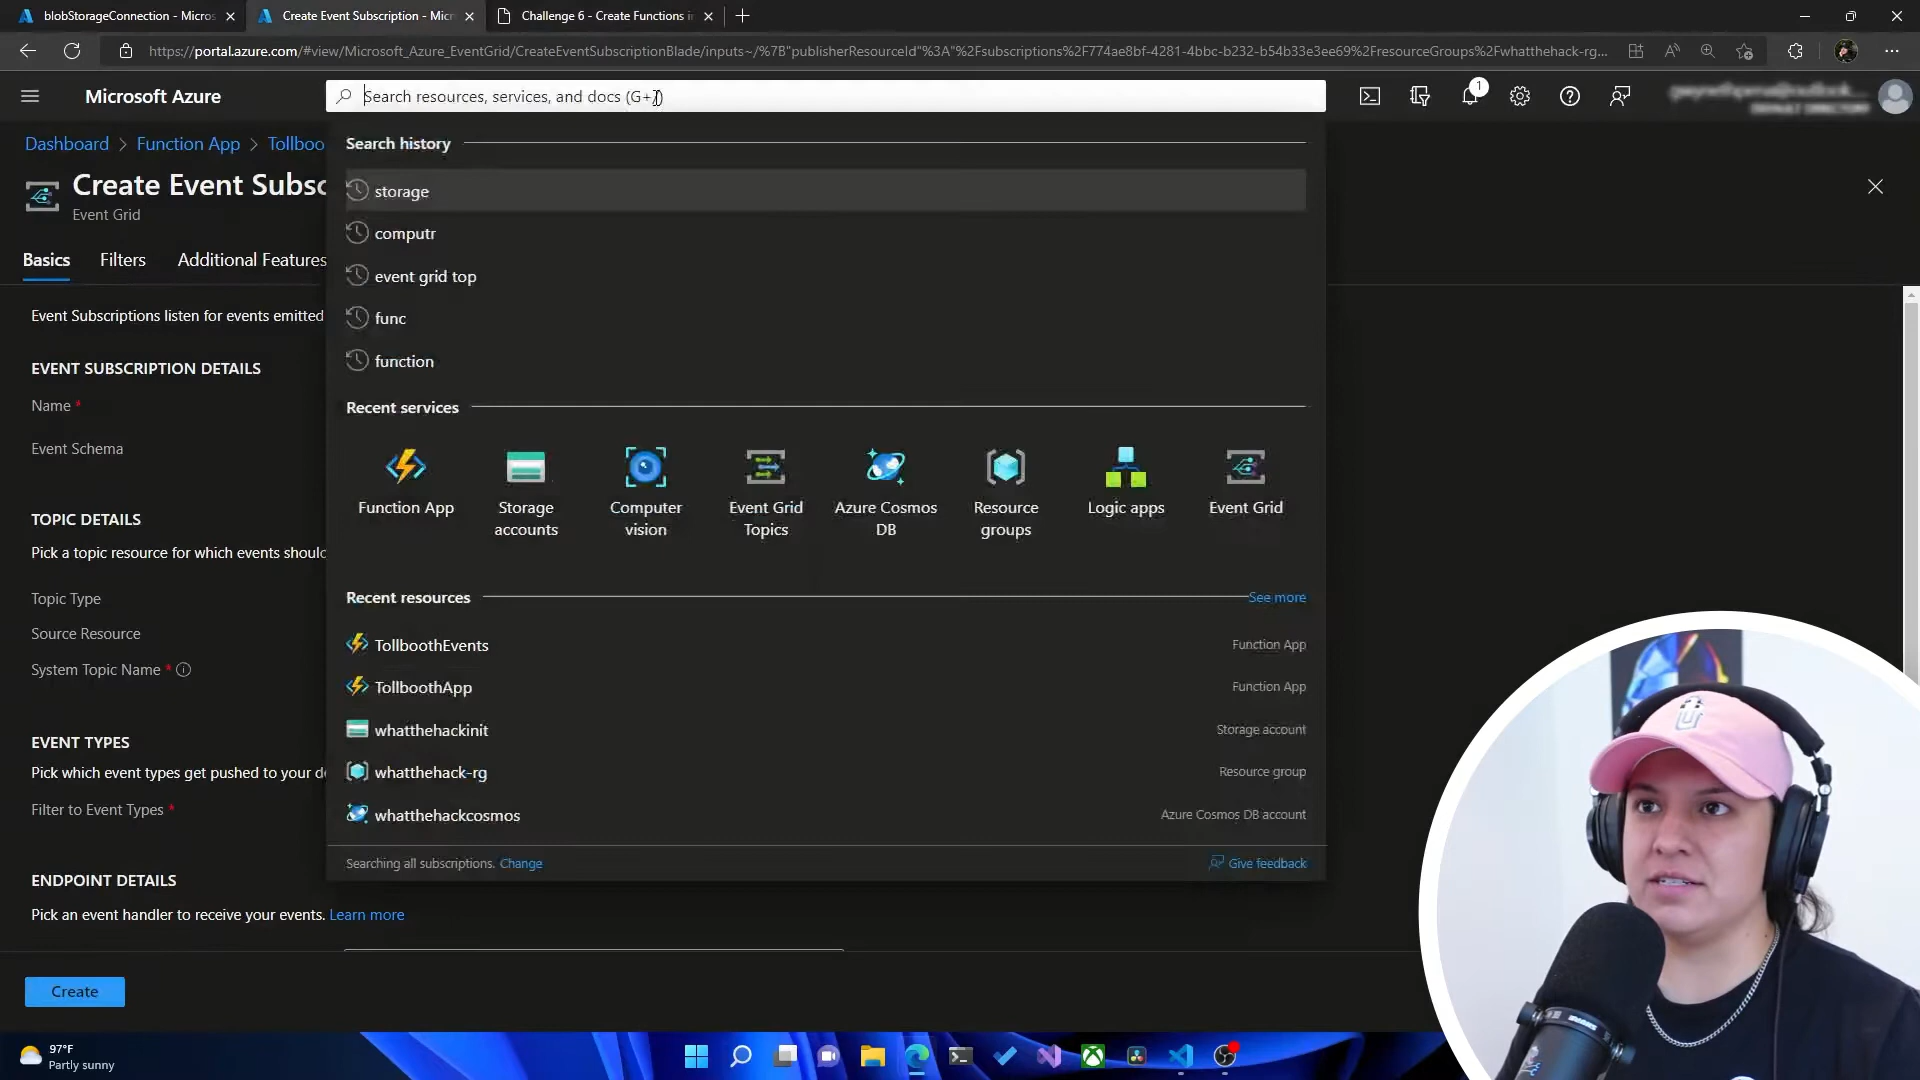 blobStorageConnection - Micros
Create Event Subscription - Mic
Challenge 6 - Create Functions i
https://portal.azure.com/#view/Microsoft_Azure_EventGrid/CreateEventSubscriptionBlade/inputs~/%7B"publisherResourceId"%3A"%2Fsubscriptions%2F774ae8bf-4281-4bbc-b232-b54b33e3ee69%2FresourceGroups%2Fwhatthehack-rg...
Microsoft Azure
Search resources, services, and docs (G+/)
1
DEFAULT DIRECTORY
Dashboard > Function App > Tollboo
Create Event Subsc
Event Grid
Basics
Filters
Additional Features
Event Subscriptions listen for events emitted
EVENT SUBSCRIPTION DETAILS
Name *
Event Schema
TOPIC DETAILS
Pick a topic resource for which events should
Topic Type
Source Resource
System Topic Name *
EVENT TYPES
Pick which event types get pushed to your de
Filter to Event Types *
ENDPOINT DETAILS
Pick an event handler to receive your events. Learn more
Create
Search history
storage
computr
event grid top
func
function
Recent services
Function App
Storage accounts
Computer vision
Event Grid Topics
Azure Cosmos DB
Resource groups
Logic apps
Event Grid
Recent resources
See more
TollboothEvents
Function App
TollboothApp
Function App
whatthehackinit
Storage account
whatthehack-rg
Resource group
whatthehackcosmos
Azure Cosmos DB account
Searching all subscriptions. Change
Give feedback
97°F
Partly sunny